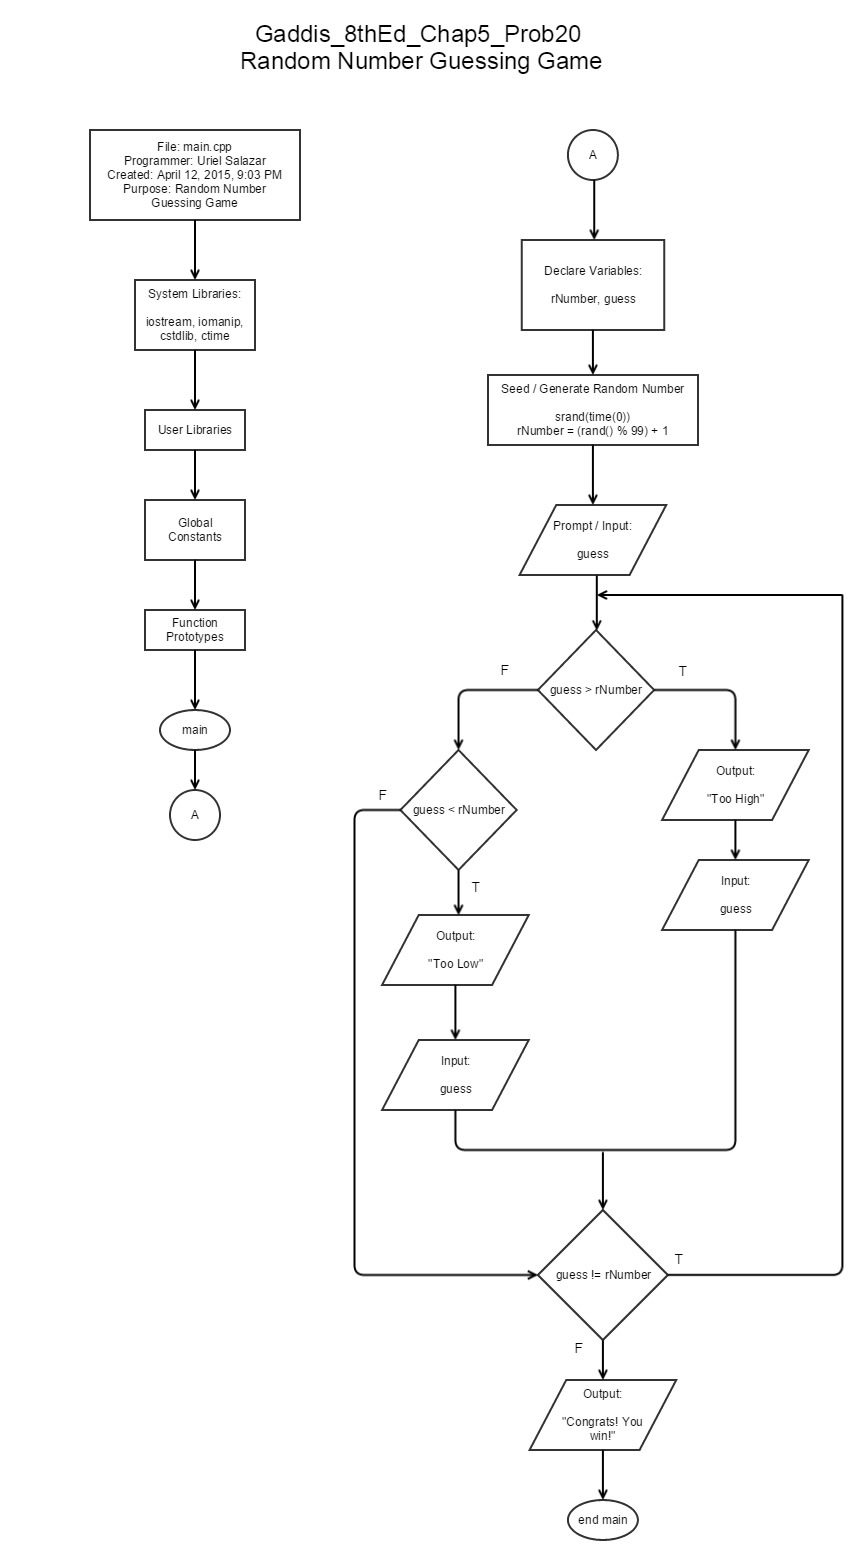 Gaddis_8thEd_Chap5_Prob20
Random Number Guessing Game
File: main.cpp
Programmer: Uriel Salazar
Created: April 12, 2015, 9:03 PM
Purpose: Random Number
Guessing Game
System Libraries:
iostream, iomanip,
cstdlib, ctime
User Libraries
Global
Constants
Function
Prototypes
main
A
A
Declare Variables:
rNumber, guess
Seed / Generate Random Number
srand(time(0))
rNumber = (rand() % 99) + 1
Prompt / Input:
guess
guess > rNumber
F
T
guess < rNumber
F
T
Output:
"Too High"
Input:
guess
Output:
"Too Low"
Input:
guess
guess != rNumber
T
F
Output:
"Congrats! You
win!"
end main